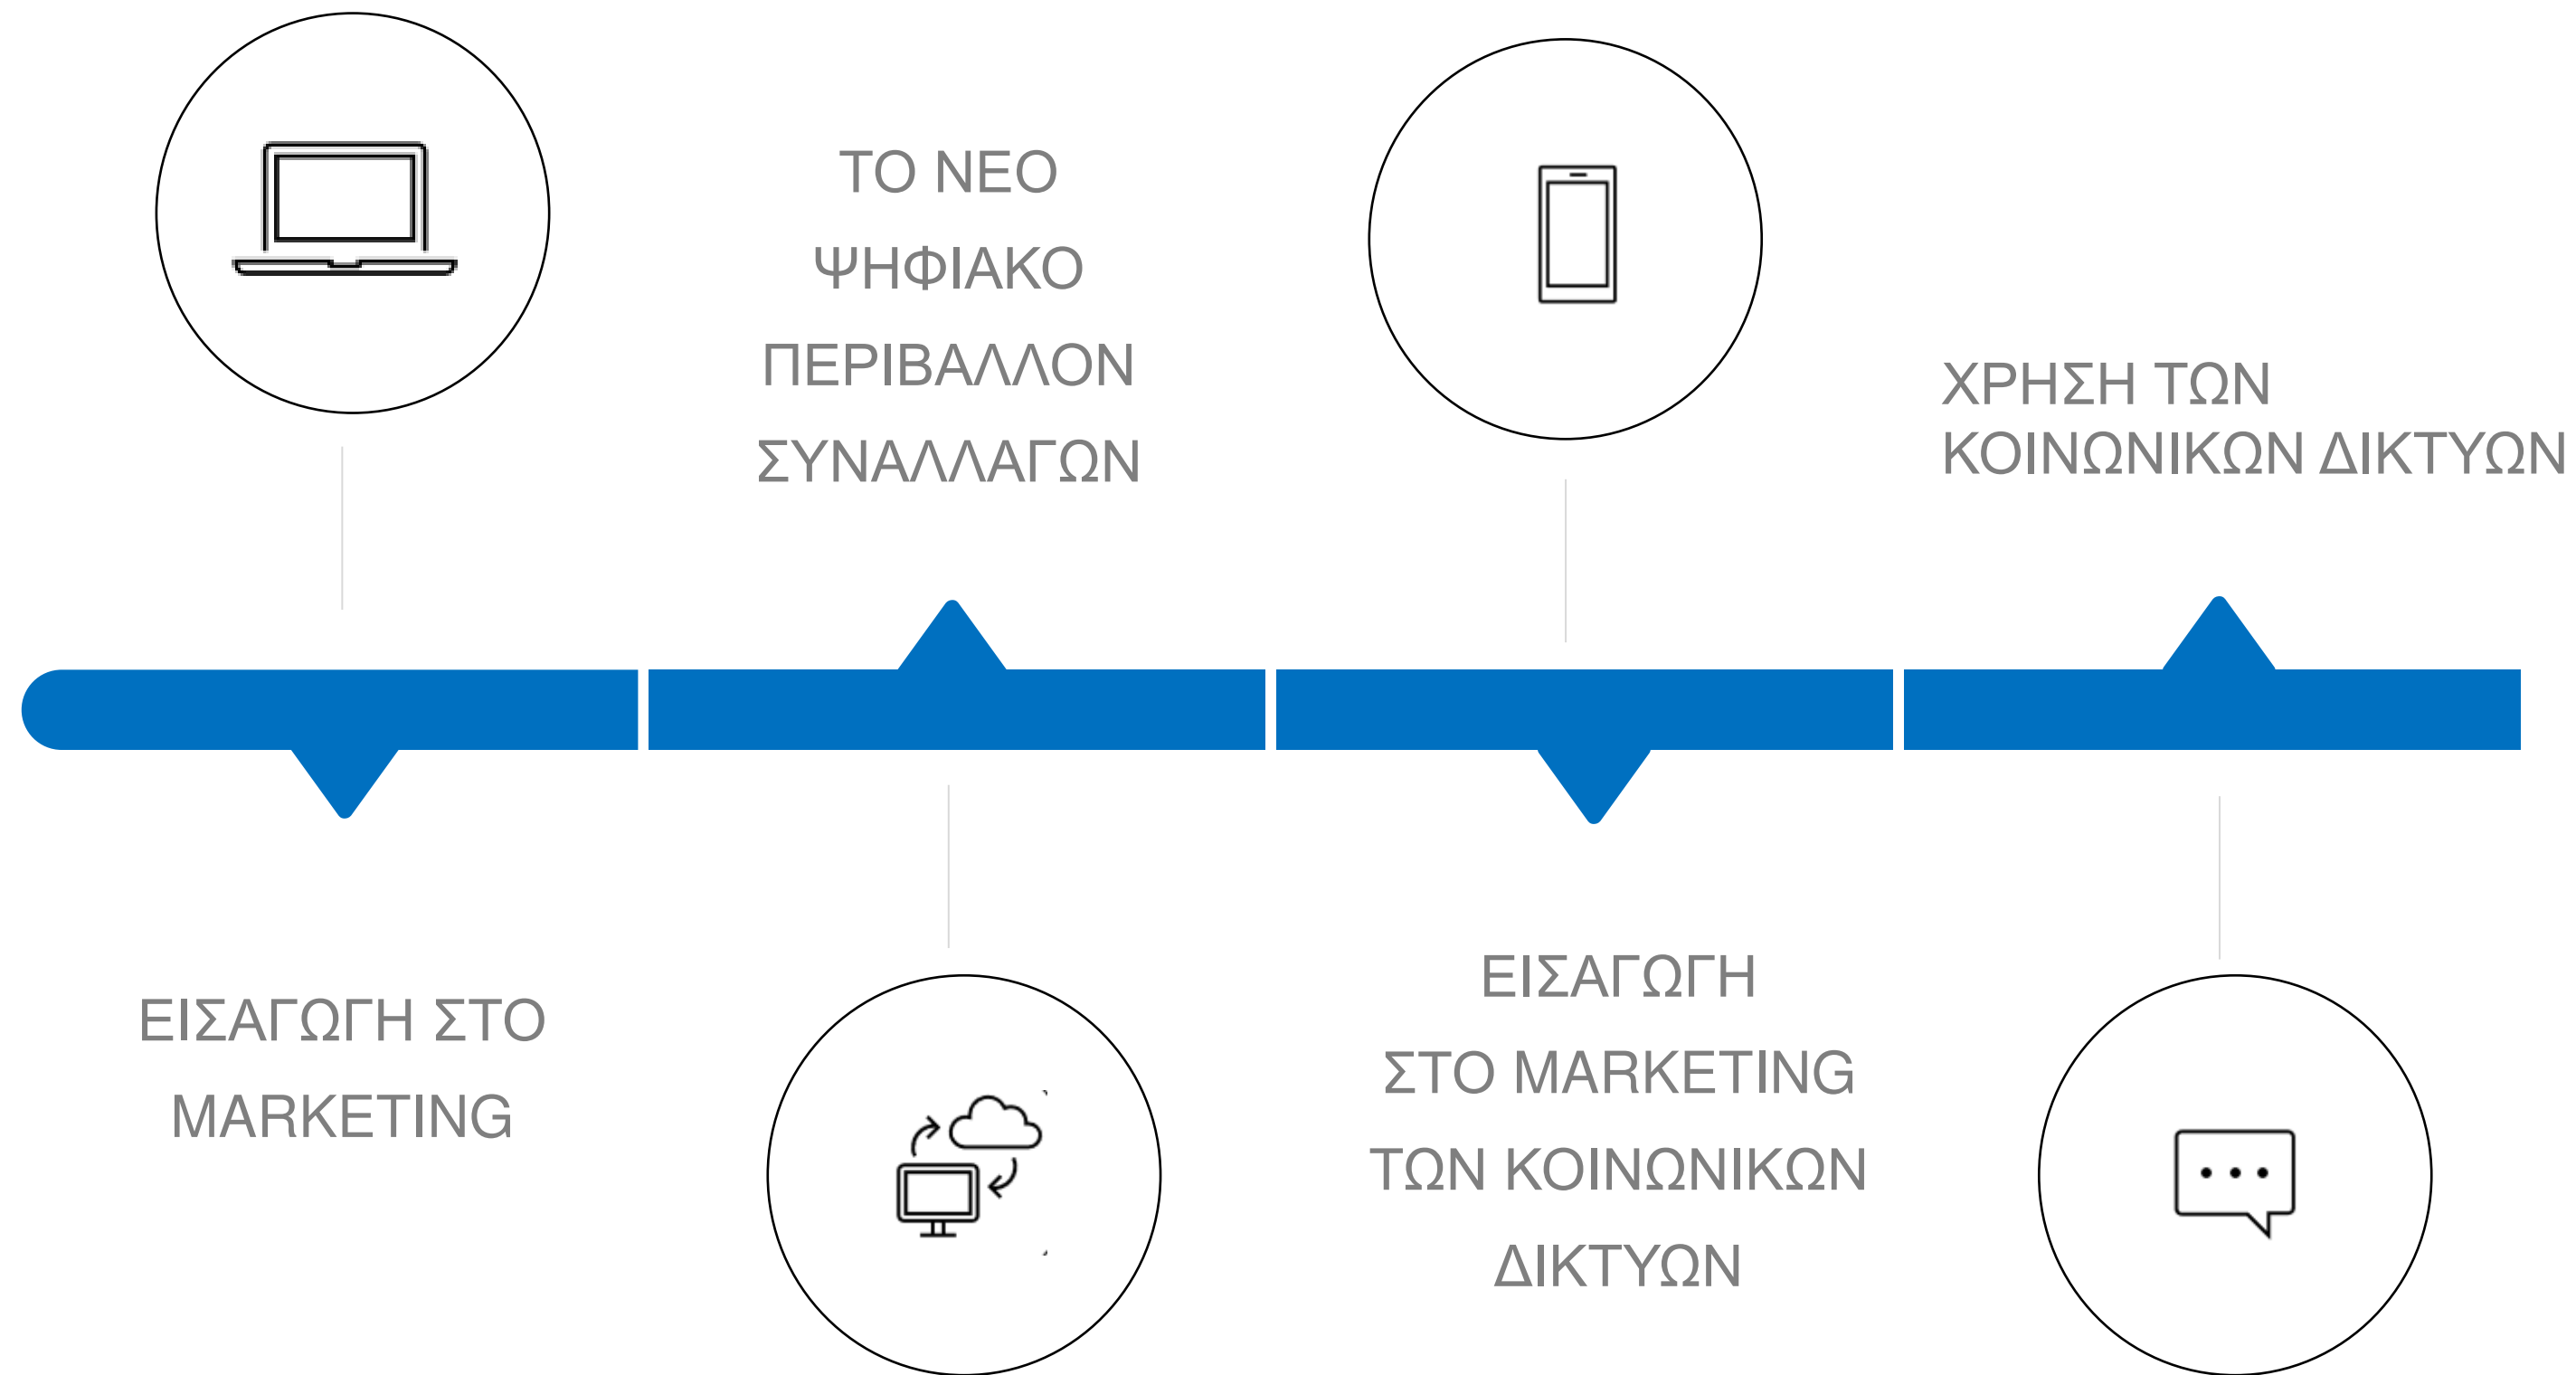 ΕΙΣΑΓΩΓΗ ΣΤΟ
MARKETING
ΤΟ ΝΕΟ
ΨΗΦΙΑΚΟ
ΠΕΡΙΒΑΛΛΟΝ
ΣΥΝΑΛΛΑΓΩΝ
ΕΙΣΑΓΩΓΗ
ΣΤΟ MARKETING
ΤΩΝ ΚΟΙΝΩΝΙΚΩΝ
ΔΙΚΤΥΩΝ
ΧΡΗΣΗ ΤΩΝ
ΚΟΙΝΩΝΙΚΩΝ ΔΙΚΤΥΩΝ